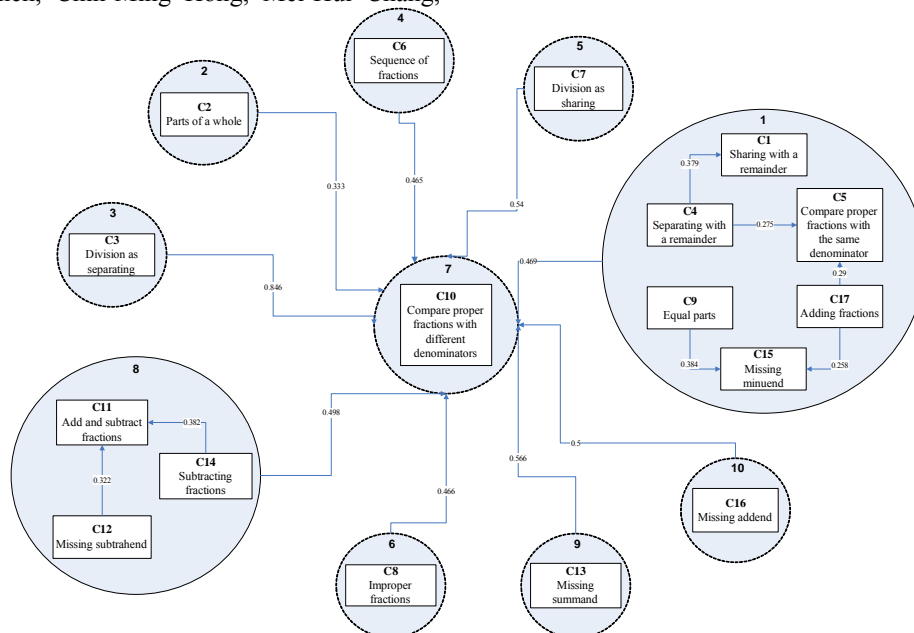 4
C6
Sequence of
fractions
5
C7
Division as
sharing
2
C2
Parts of a whole
1
C1
Sharing with a
remainder
0.379
C4
Separating with
a remainder
0.275
C5
Compare proper
fractions with
the same
denominator
0.29
C9
Equal parts
C17
Adding fractions
0.384
C15
Missing
minuend
0.258
0.465
0.333
0.54
3
C3
Division as
separating
0.846
0.469
7
C10
Compare proper
fractions with
different
denominators
8
C11
Add and subtract
fractions
0.382
C14
Subtracting
fractions
0.322
C12
Missing subtrahend
0.498
0.466
0.566
0.5
10
C16
Missing addend
6
C8
Improper
fractions
9
C13
Missing
summand